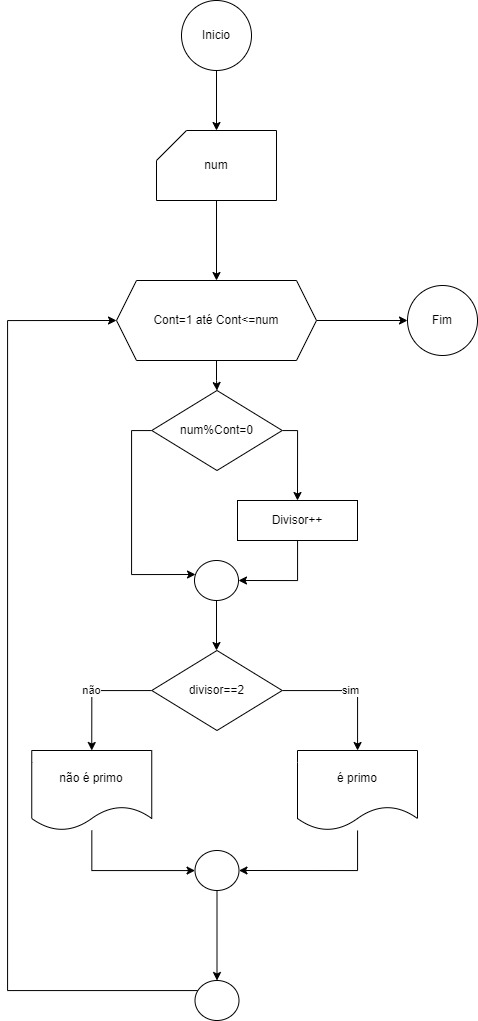 Inicio
num
Cont=1 até Cont<=num
Fim
num%Cont=0
Divisor++
divisor==2
não
sim
não é primo
é primo